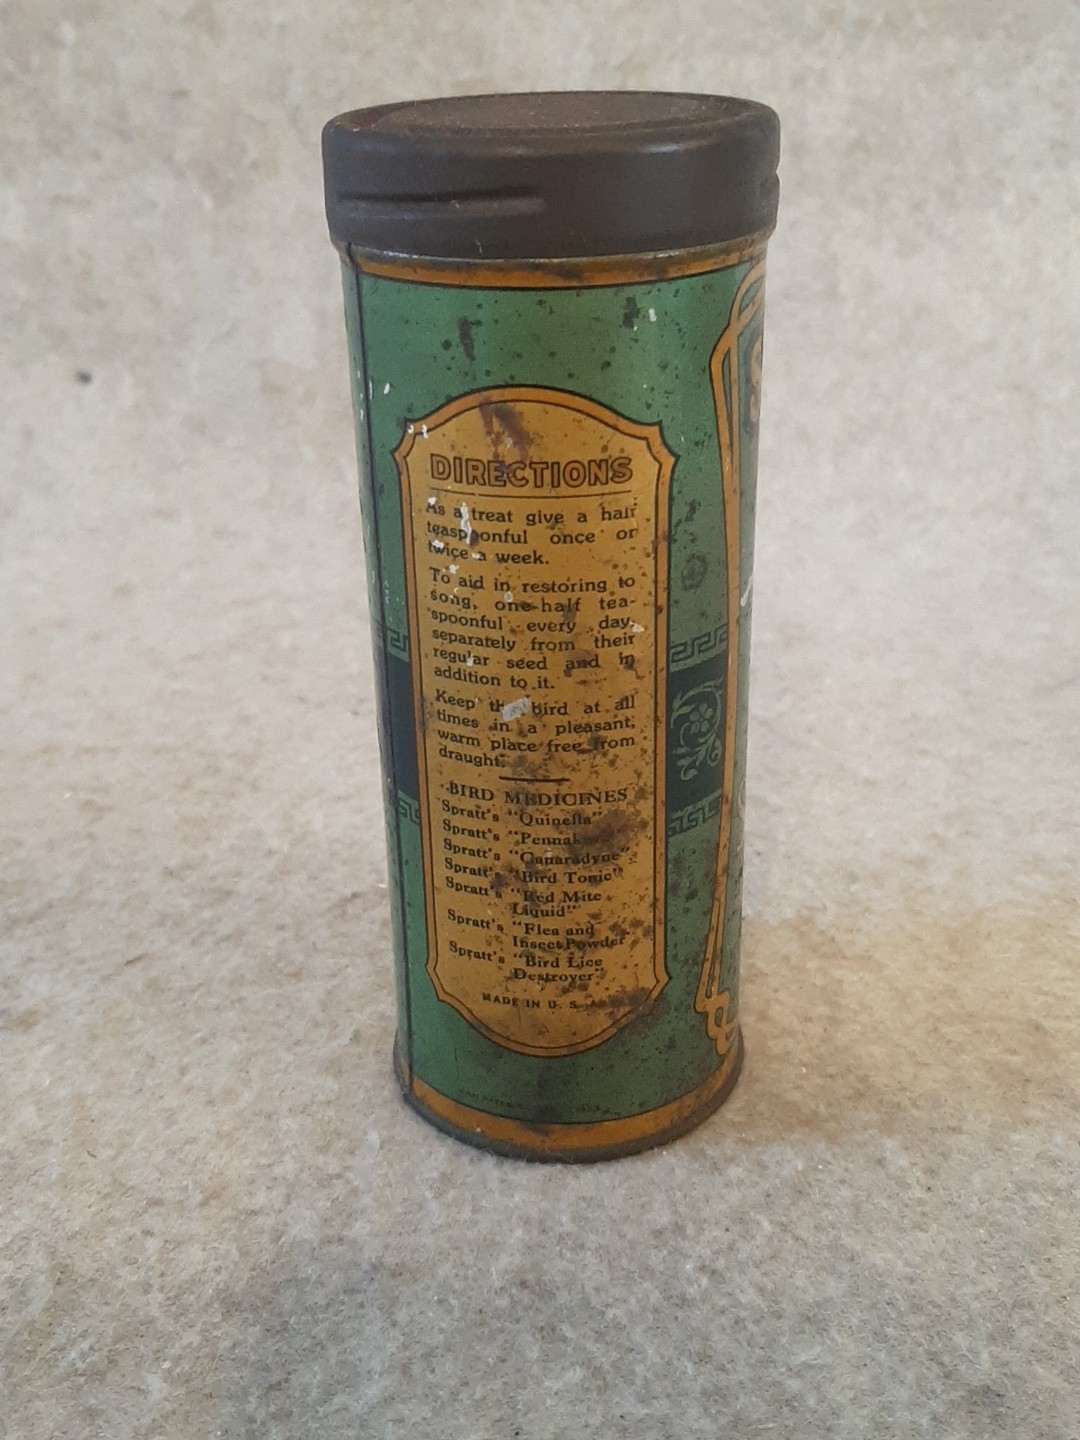 DIRECTIONS
As a treat give a half
teaspoonful once or
twice a week.
To aid in restoring to
song, one-half tea-
spoonful every day,
separately from their
regular seed and in
addition to it.
Keep the bird at all
times in a pleasant,
warm place free from
draught.
BIRD MEDICINES
Spratt's "Quinella"
Spratt's
Spratt's "Canaradyne"
Spratt's "Bird Tonic"
Spratt's "Red Mite
Liquid"
Spratt's "Flea and
Insect Powder"
Spratt's "Bird Lice
Destroyer"
MADE IN U. S. A.
S